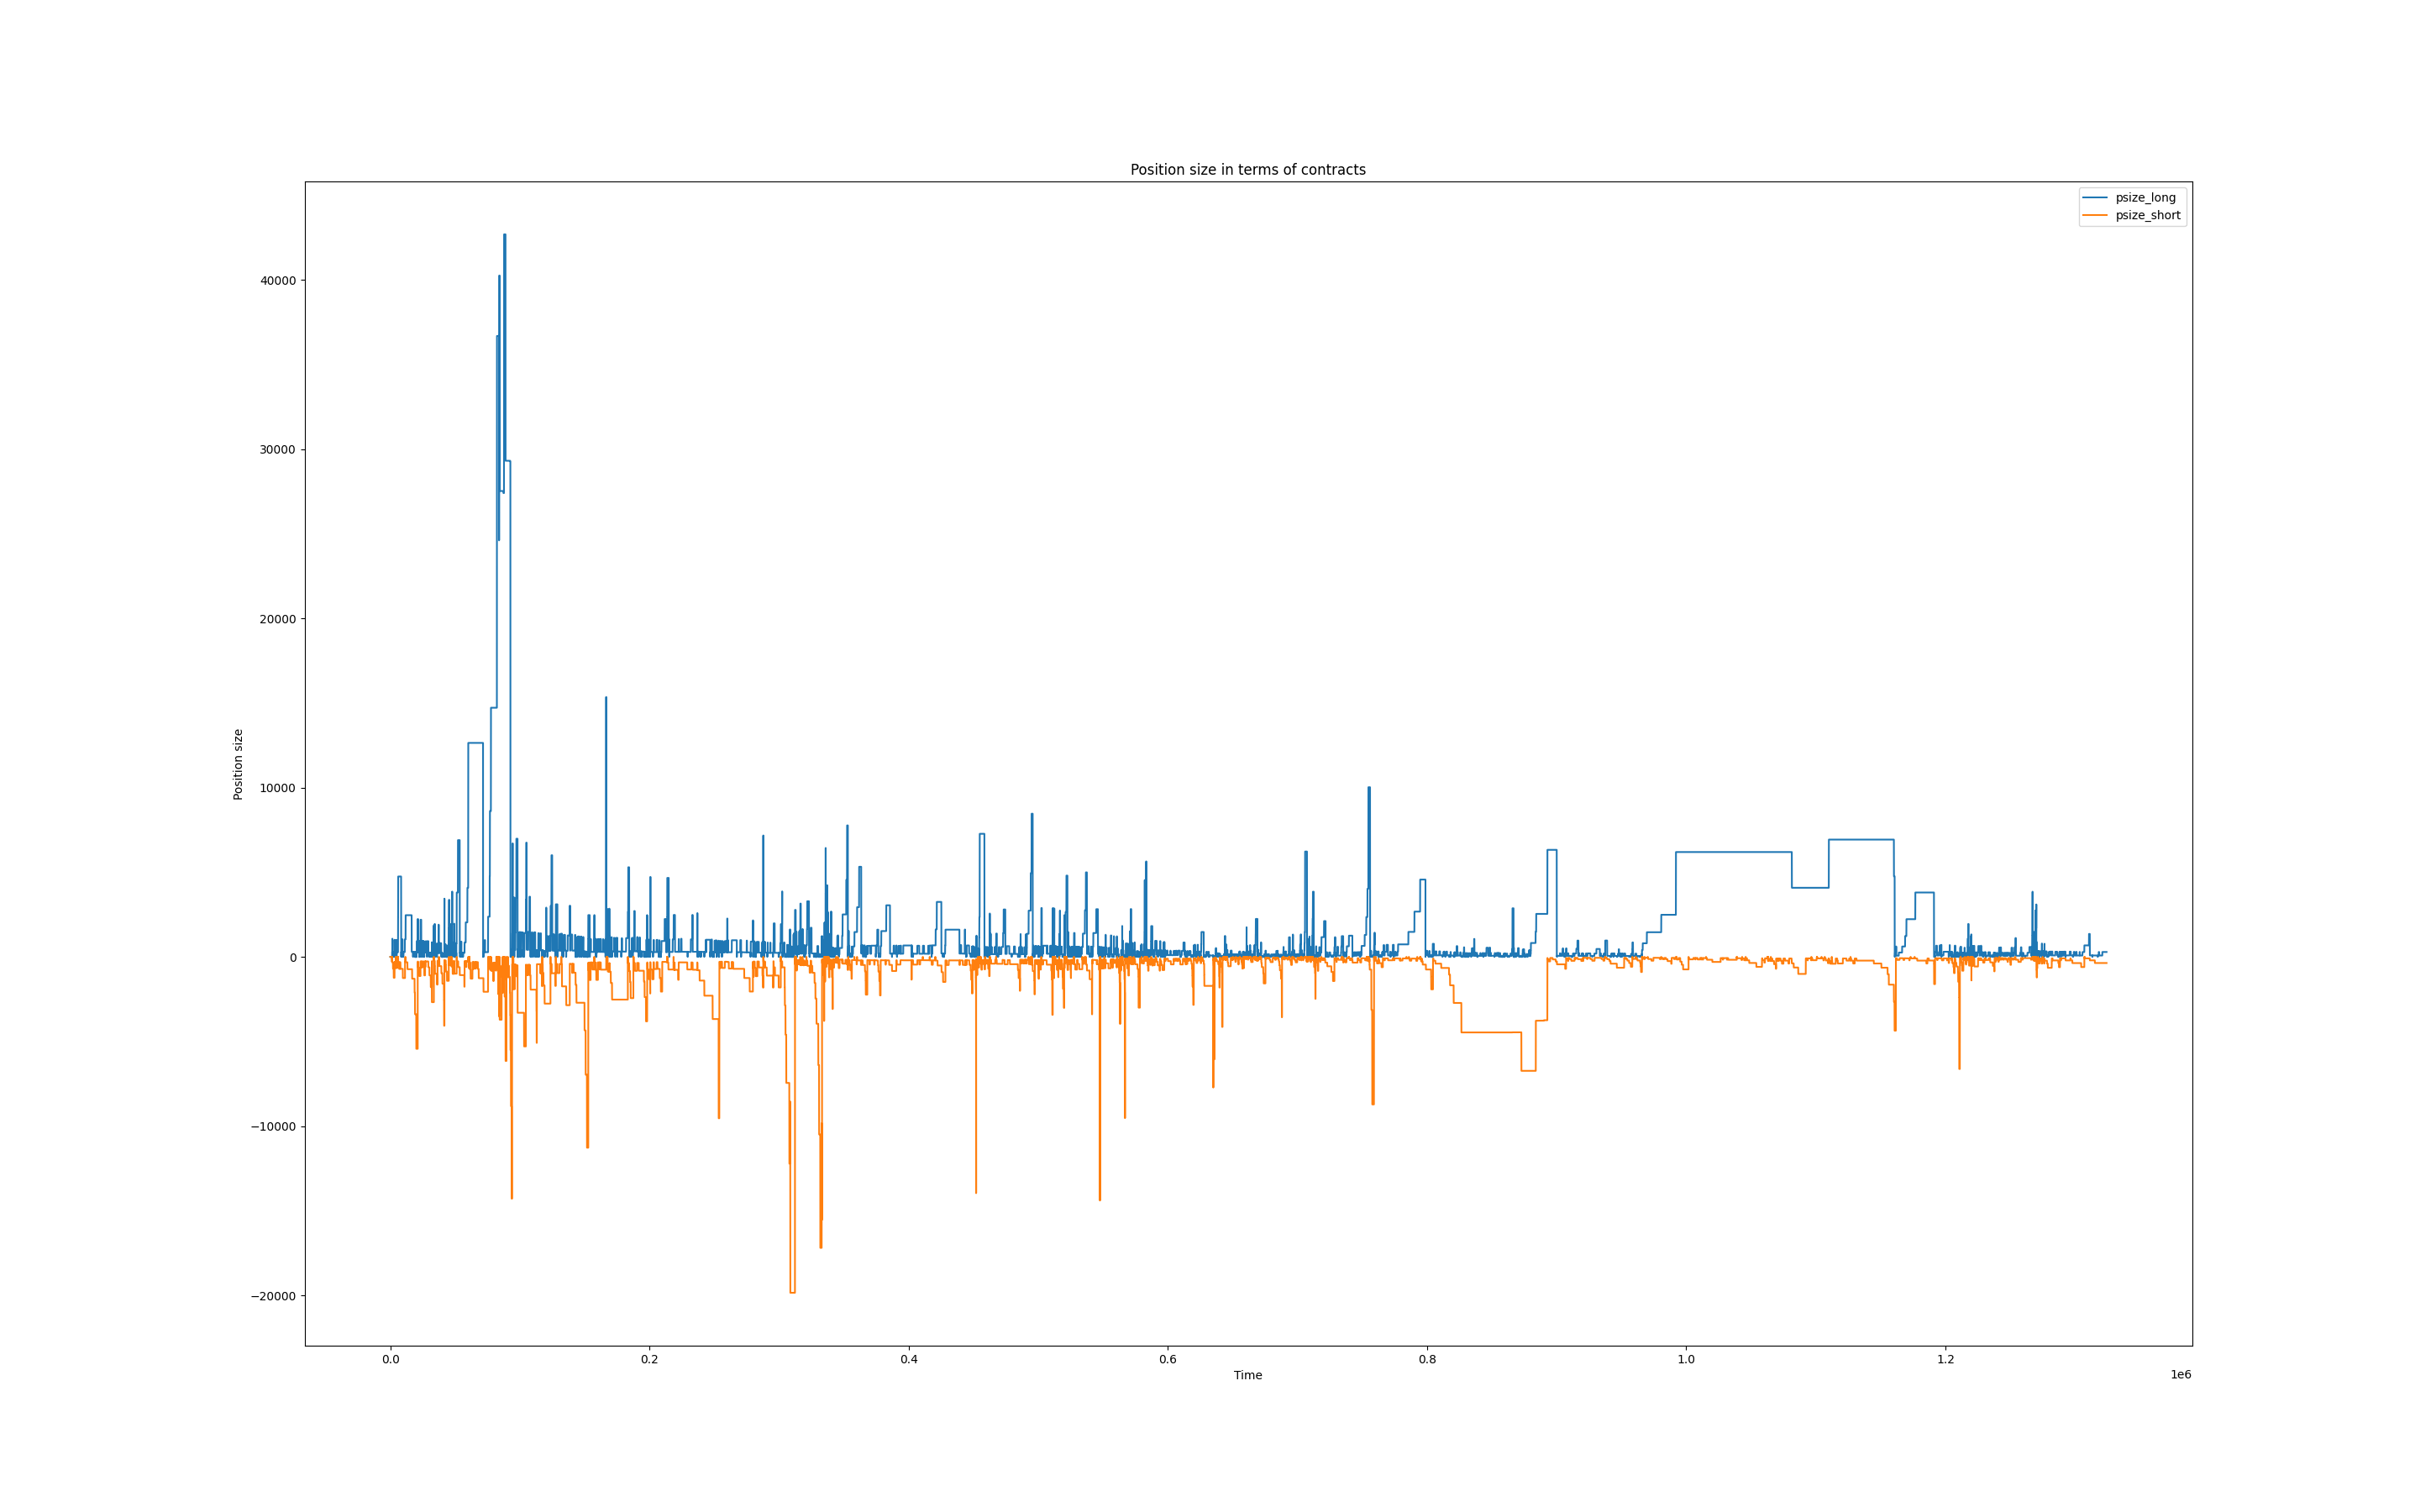 Position size in terms of contracts
psize_long
psize_short
Position size
40000
30000
20000
10000
0
−10000
−20000
0.0 0.2 0.4 0.6 0.8 1.0 1.2
Time
1e6